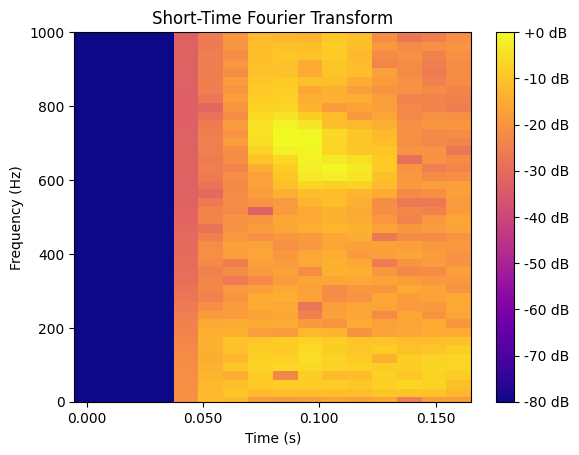 Short-Time Fourier Transform
1000
800
600
400
200
0
Frequency (Hz)
0.000
0.050
0.100
0.150
Time (s)
+0 dB
-10 dB
-20 dB
-30 dB
-40 dB
-50 dB
-60 dB
-70 dB
-80 dB